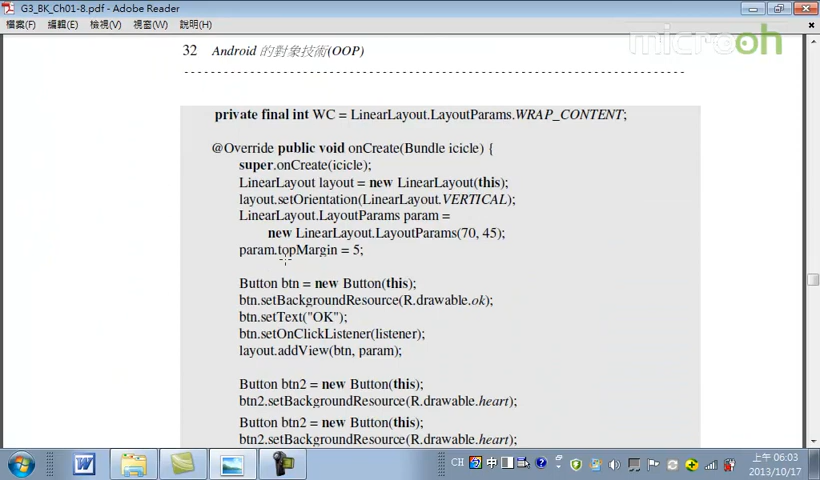 G3_BK_Ch01-8.pdf - Adobe Reader
檔案(F) 編輯(E) 檢視(V) 視窗(W) 說明(H)
microoh
32 Android 的對象技術(OOP)
private final int WC = LinearLayout.LayoutParams.WRAP_CONTENT;
@Override public void onCreate(Bundle icicle) {
super.onCreate(icicle);
LinearLayout layout = new LinearLayout(this);
layout.setOrientation(LinearLayout.VERTICAL);
LinearLayout.LayoutParams param =
new LinearLayout.LayoutParams(70, 45);
param.topMargin = 5;
Button btn = new Button(this);
btn.setBackgroundResource(R.drawable.ok);
btn.setText("OK");
btn.setOnClickListener(listener);
layout.addView(btn, param);
Button btn2 = new Button(this);
btn2.setBackgroundResource(R.drawable.heart);
Button btn2 = new Button(this);
btn2.setBackgroundResource(R.drawable.heart);
CH 中 上午 06:03
2013/10/17